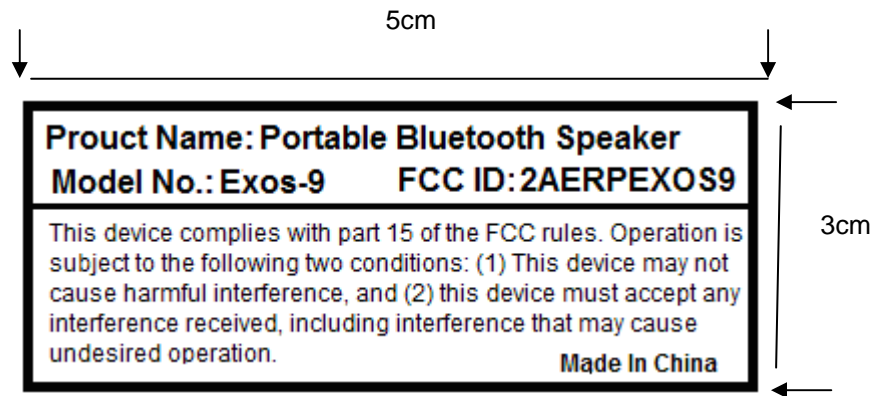 5cm
Prouct Name: Portable Bluetooth Speaker
Model No.: Exos-9 FCC ID: 2AERPEXOS9
This device complies with part 15 of the FCC rules. Operation is
subject to the following two conditions: (1) This device may not
cause harmful interference, and (2) this device must accept any
interference received, including interference that may cause
undesired operation.
Made In China
3cm